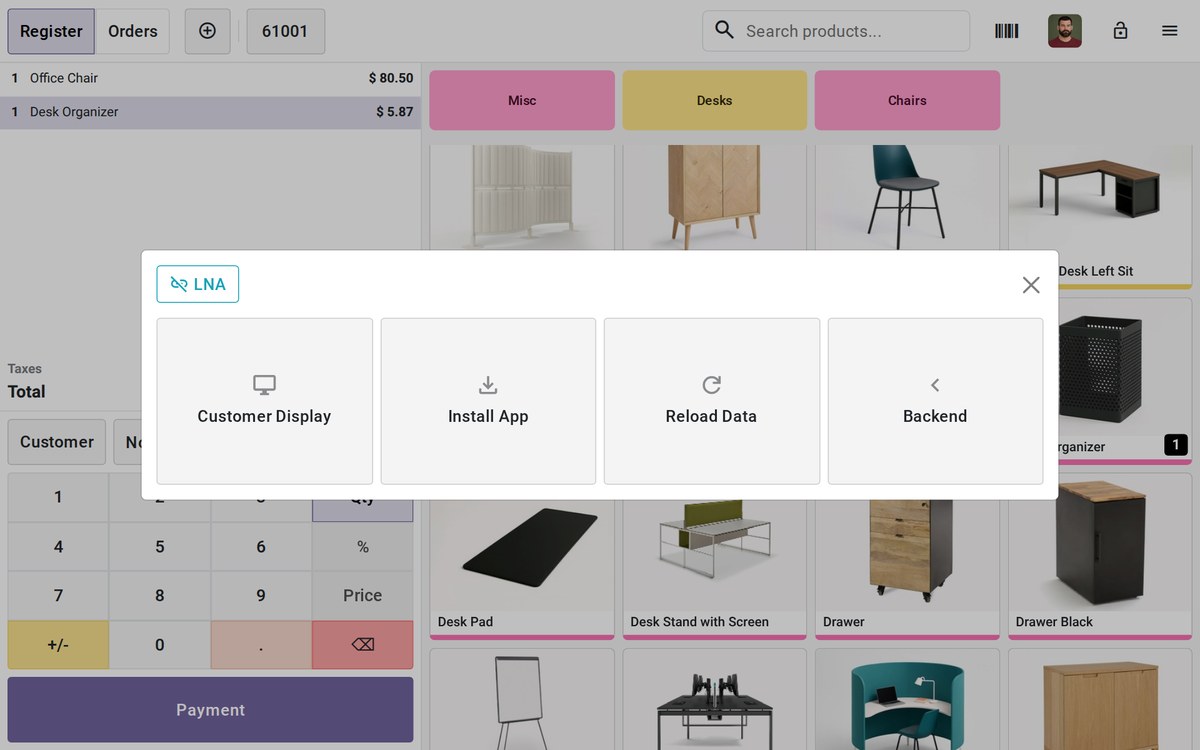 Register
Orders
61001
Search products...
1 Office Chair $ 80.50
1 Desk Organizer $ 5.87
Misc
Desks
Chairs
Desk Left Sit
LNA
Customer Display
Install App
Reload Data
Backend
Taxes
Total
Customer
1
Qty
4 5 6 %
7 8 9 Price
+/- 0 .
Payment
rganizer
1
Desk Pad
Desk Stand with Screen
Drawer
Drawer Black